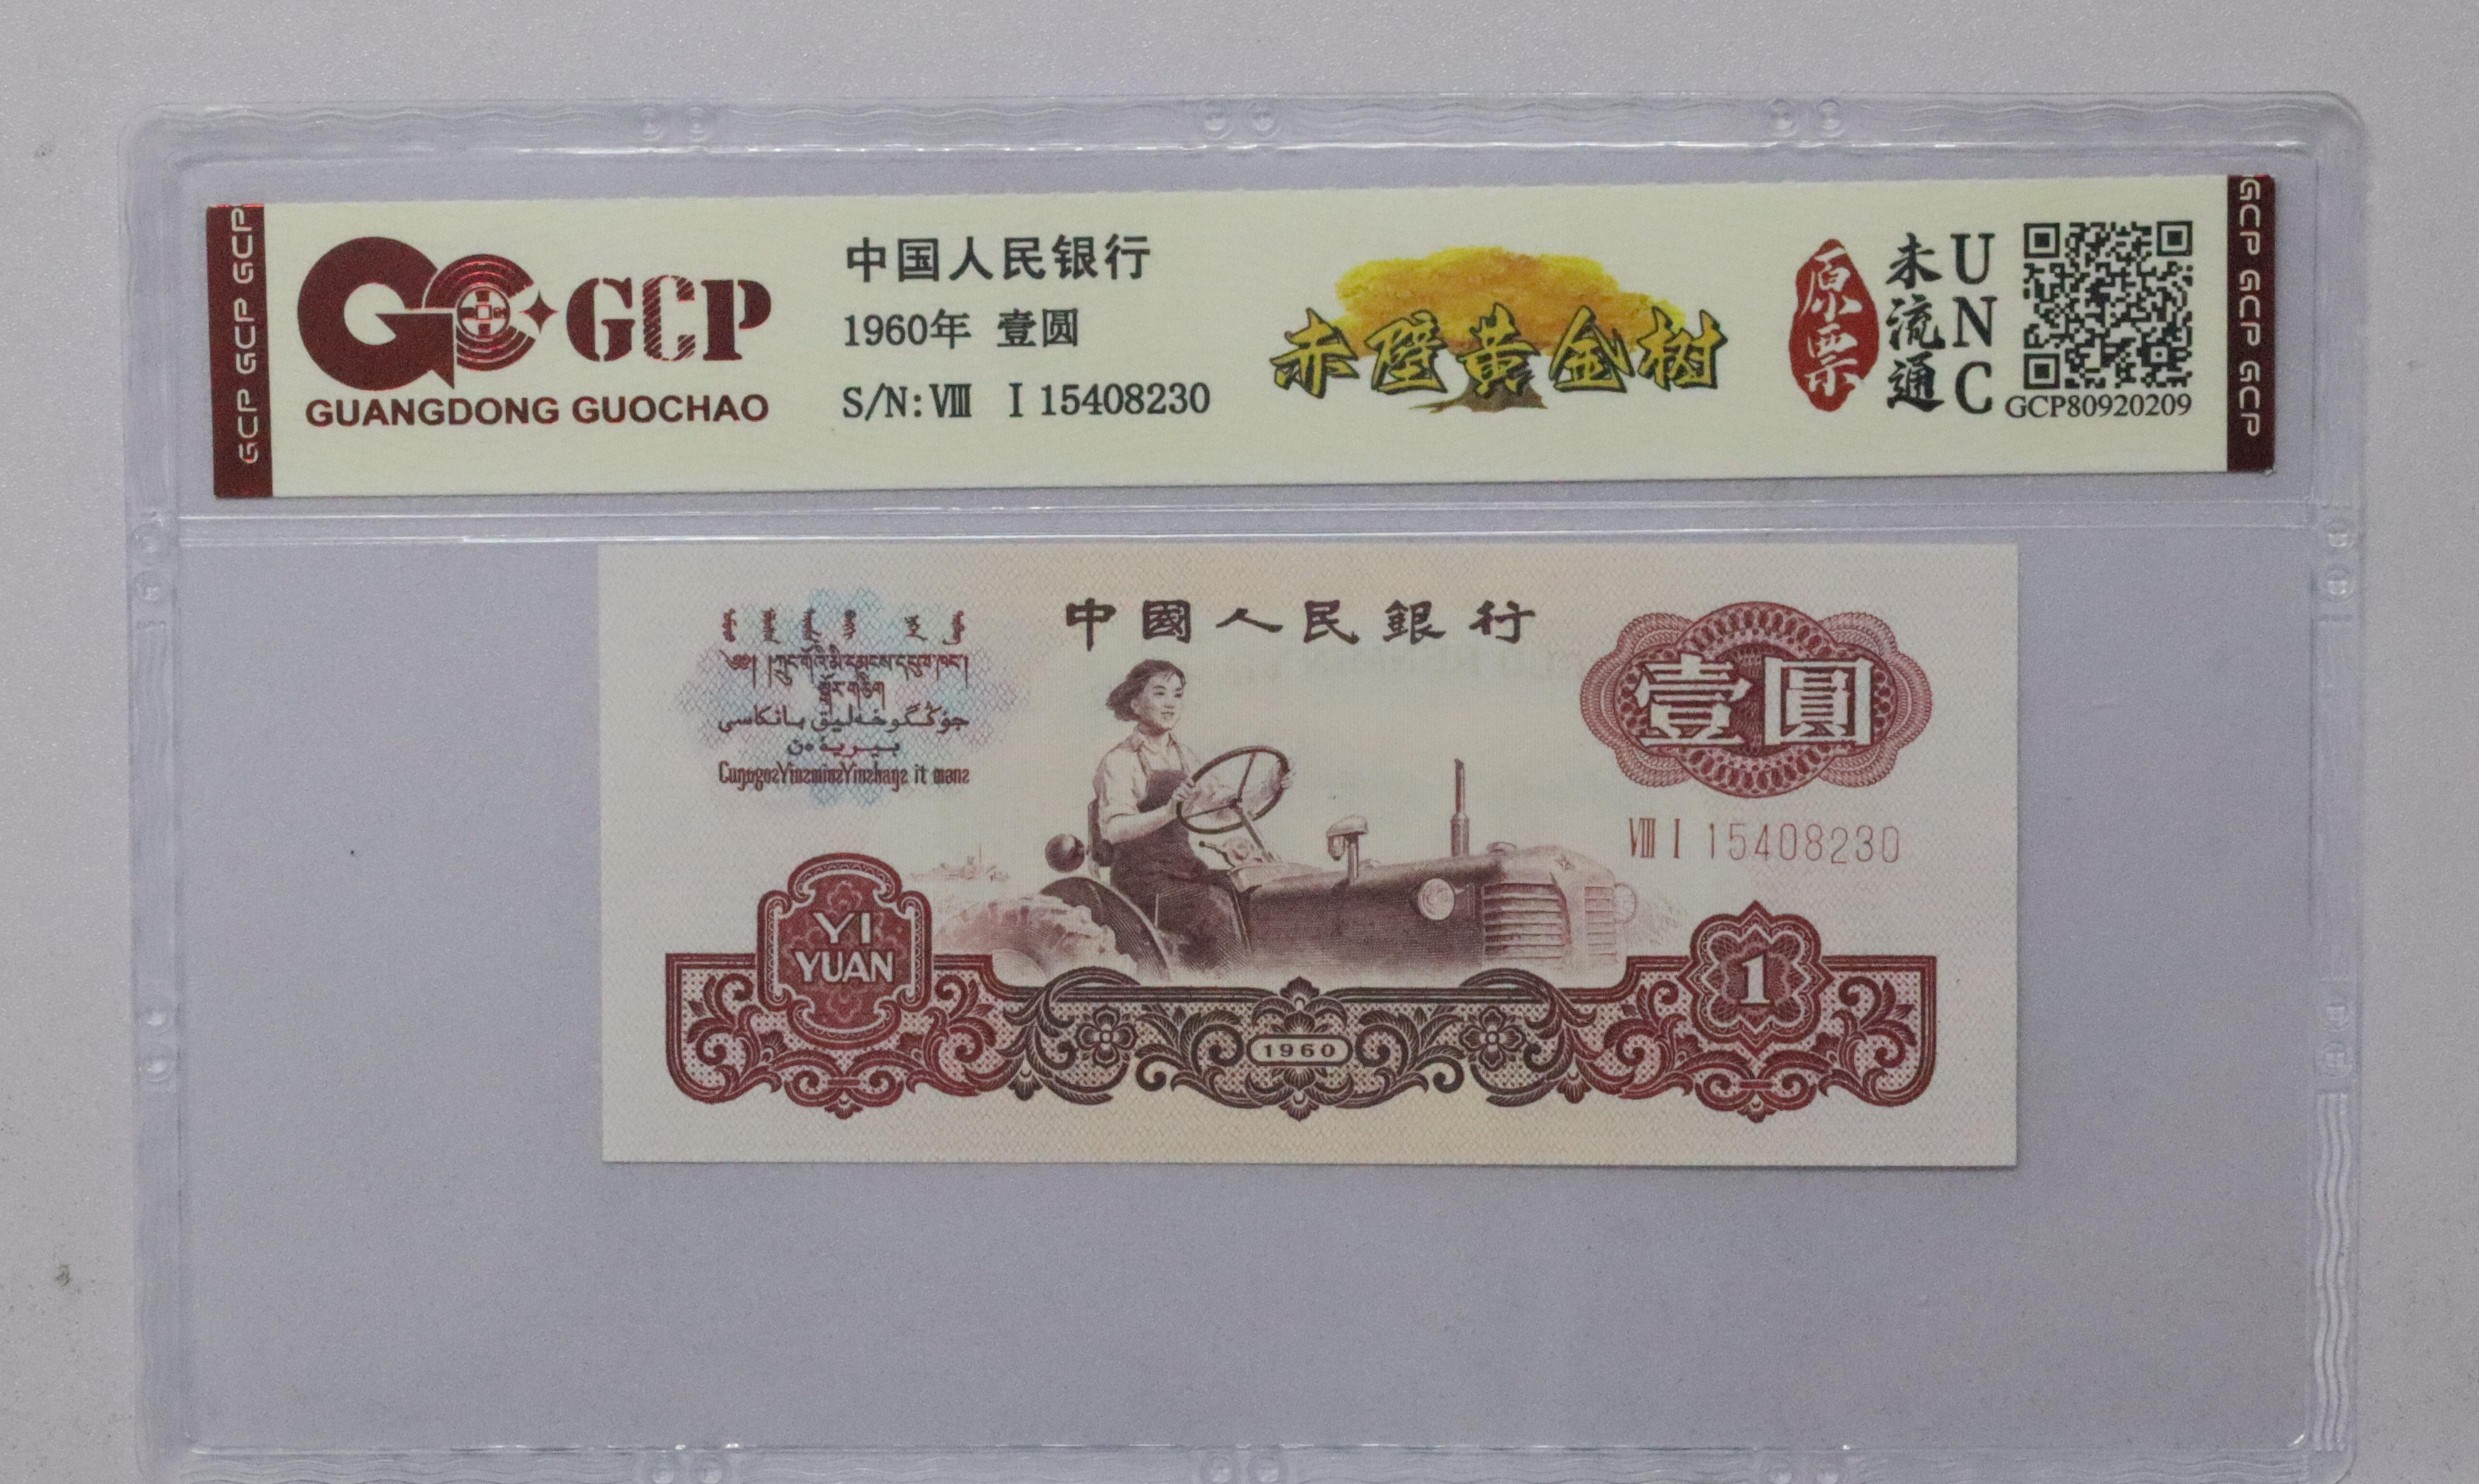 GCP GCP GCP
GCP
GUANGDONG GUOCHAO
中国人民银行
1960年 壹圆
S/N: Ⅷ Ⅰ 15408230
赤壁黄金树
原票
未流通
UNC
GCP80920209
GCP GCP GCP
中國人民銀行
壹圓
Ⅷ Ⅰ 15408230
YI
YUAN
1
1960